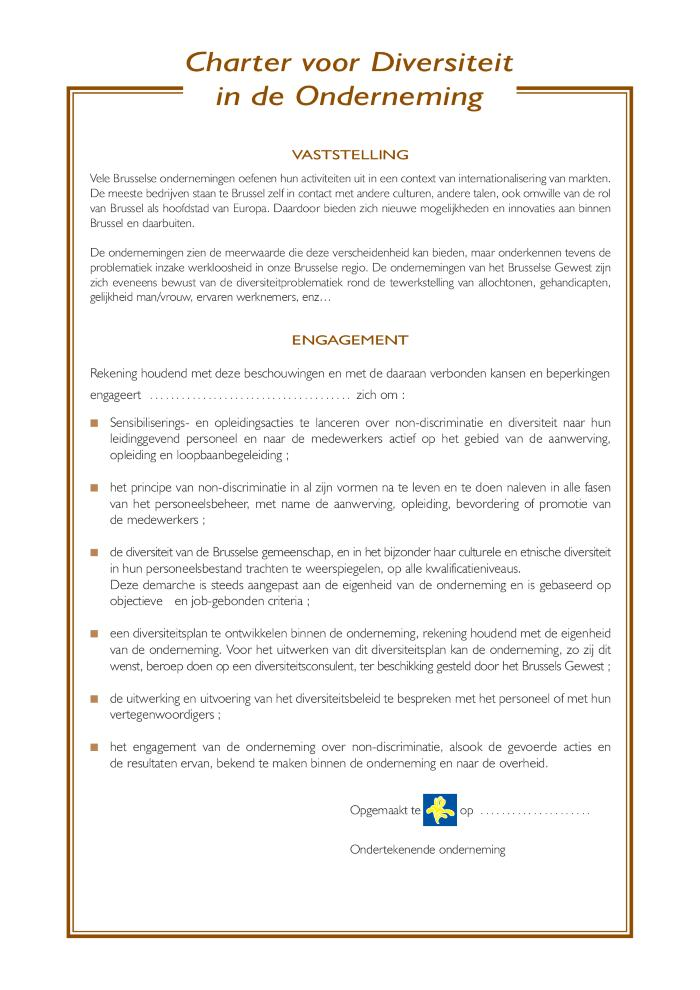 Charter voor Diversiteit
in de Onderneming
VASTSTELLING
Vele Brusselse ondernemingen oefenen hun activiteiten uit in een context van internationalisering van markten.
De meeste bedrijven staan te Brussel zelf in contact met andere culturen, andere talen, ook omwille van de rol
van Brussel als hoofdstad van Europa. Daardoor bieden zich nieuwe mogelijkheden en innovaties aan binnen
Brussel en daarbuiten.
De ondernemingen zien de meerwaarde die deze verscheidenheid kan bieden, maar onderkennen tevens de
problematiek inzake werkloosheid in onze Brusselse regio. De ondernemingen van het Brusselse Gewest zijn
zich eveneens bewust van de diversiteitproblematiek rond de tewerkstelling van allochtonen, gehandicapten,
gelijkheid man/vrouw, ervaren werknemers, enz…
ENGAGEMENT
Rekening houdend met deze beschouwingen en met de daaraan verbonden kansen en beperkingen
engageert ...................................... zich om :
■ Sensibiliserings- en opleidingsacties te lanceren over non-discriminatie en diversiteit naar hun
leidinggevend personeel en naar de medewerkers actief op het gebied van de aanwerving,
opleiding en loopbaanbegeleiding ;
■ het principe van non-discriminatie in al zijn vormen na te leven en te doen naleven in alle fasen
van het personeelsbeheer, met name de aanwerving, opleiding, bevordering of promotie van
de medewerkers ;
■ de diversiteit van de Brusselse gemeenschap, en in het bijzonder haar culturele en etnische diversiteit
in hun personeelsbestand trachten te weerspiegelen, op alle kwalificatieniveaus.
Deze demarche is steeds aangepast aan de eigenheid van de onderneming en is gebaseerd op
objectieve en job-gebonden criteria ;
■ een diversiteitsplan te ontwikkelen binnen de onderneming, rekening houdend met de eigenheid
van de onderneming. Voor het uitwerken van dit diversiteitsplan kan de onderneming, zo zij dit
wenst, beroep doen op een diversiteitsconsulent, ter beschikking gesteld door het Brussels Gewest ;
■ de uitwerking en uitvoering van het diversiteitsbeleid te bespreken met het personeel of met hun
vertegenwoordigers ;
■ het engagement van de onderneming over non-discriminatie, alsook de gevoerde acties en
de resultaten ervan, bekend te maken binnen de onderneming en naar de overheid.
Opgemaakt te op .....................
Ondertekenende onderneming